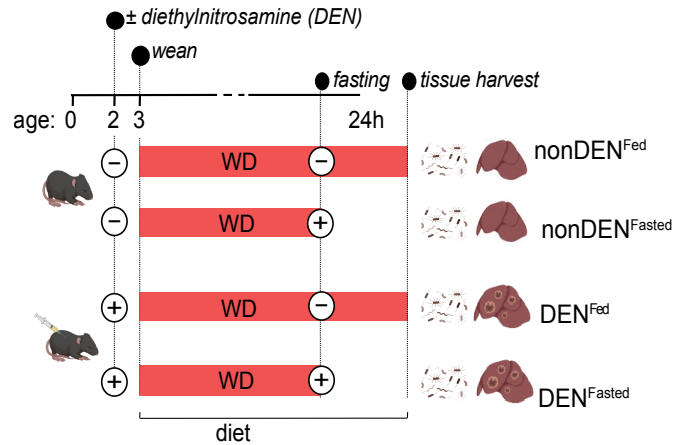 ± diethylnitrosamine (DEN)
wean
fasting
tissue harvest
age: 0 2 3 24h
− WD − nonDENFed
− WD + nonDENFasted
+ WD − DENFed
+ WD + DENFasted
diet